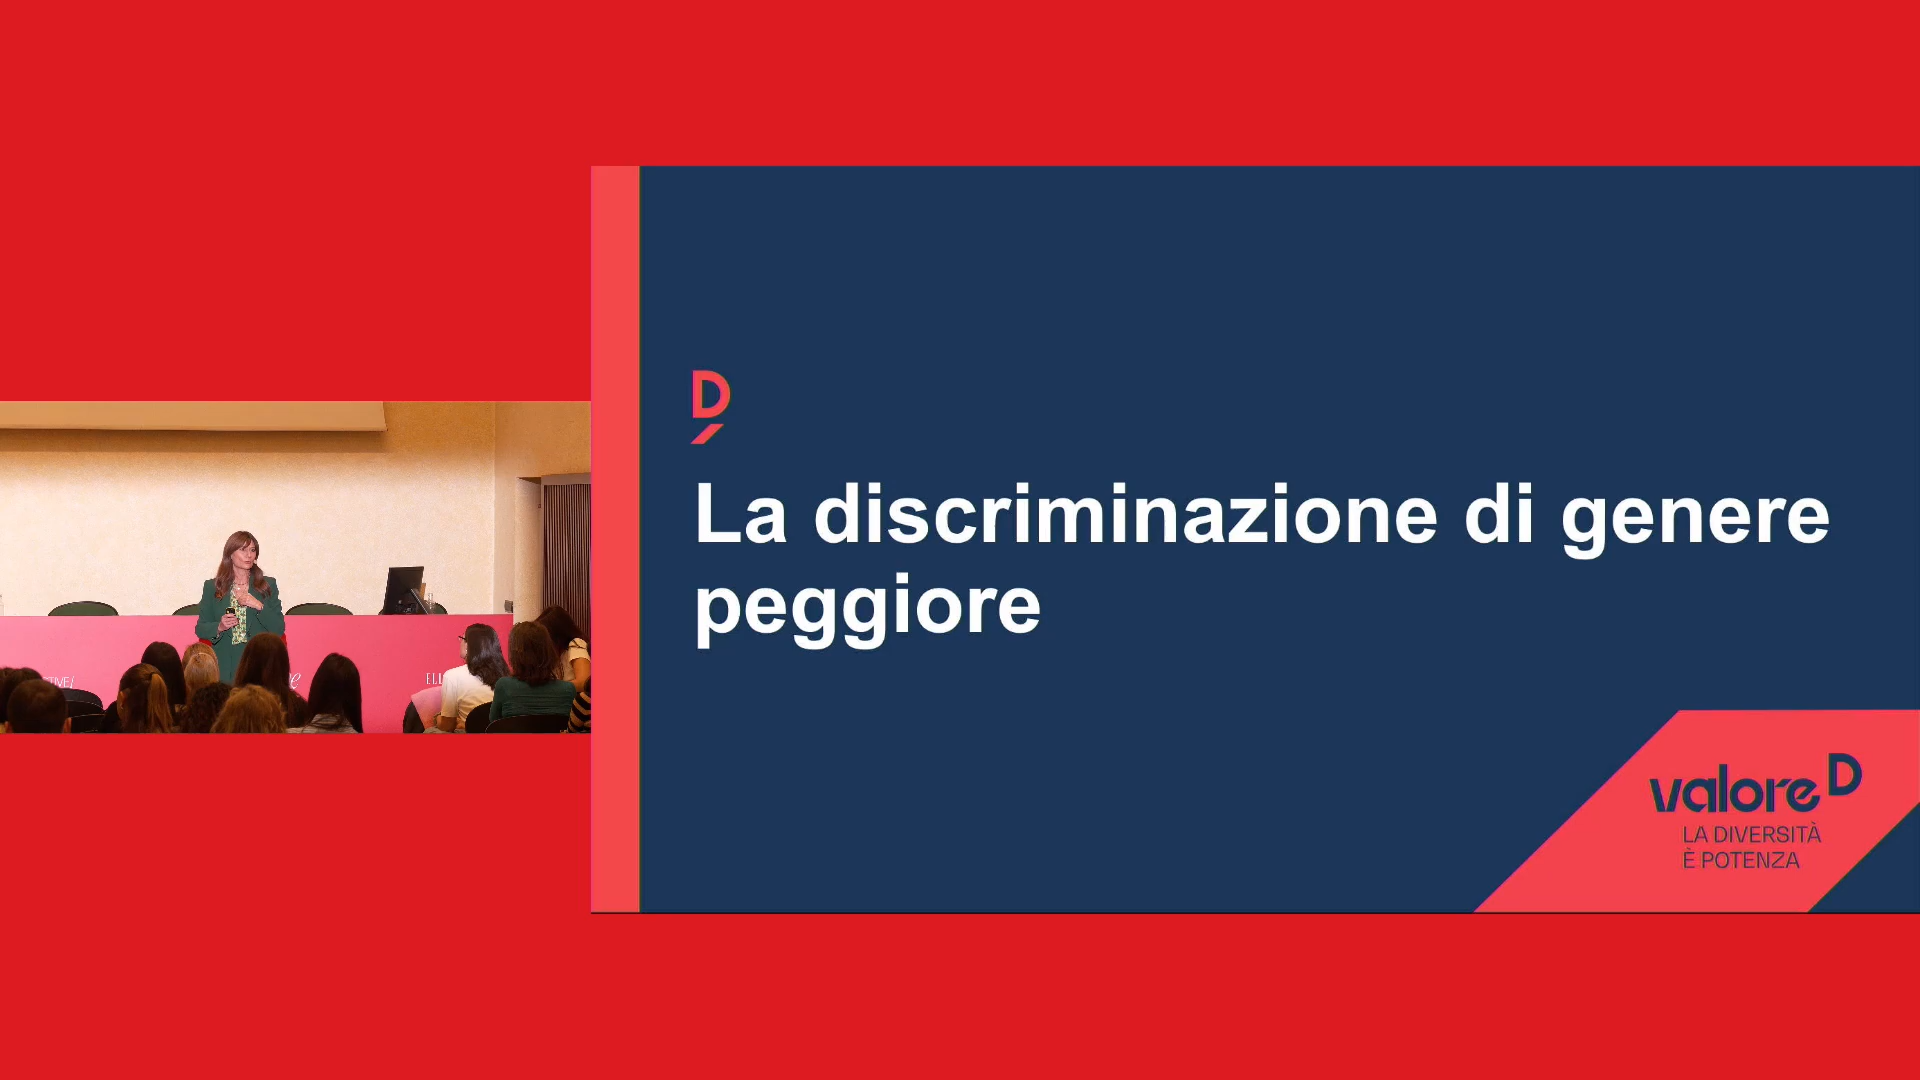 La discriminazione di genere
peggiore
valore D
LA DIVERSITÀ
È POTENZA